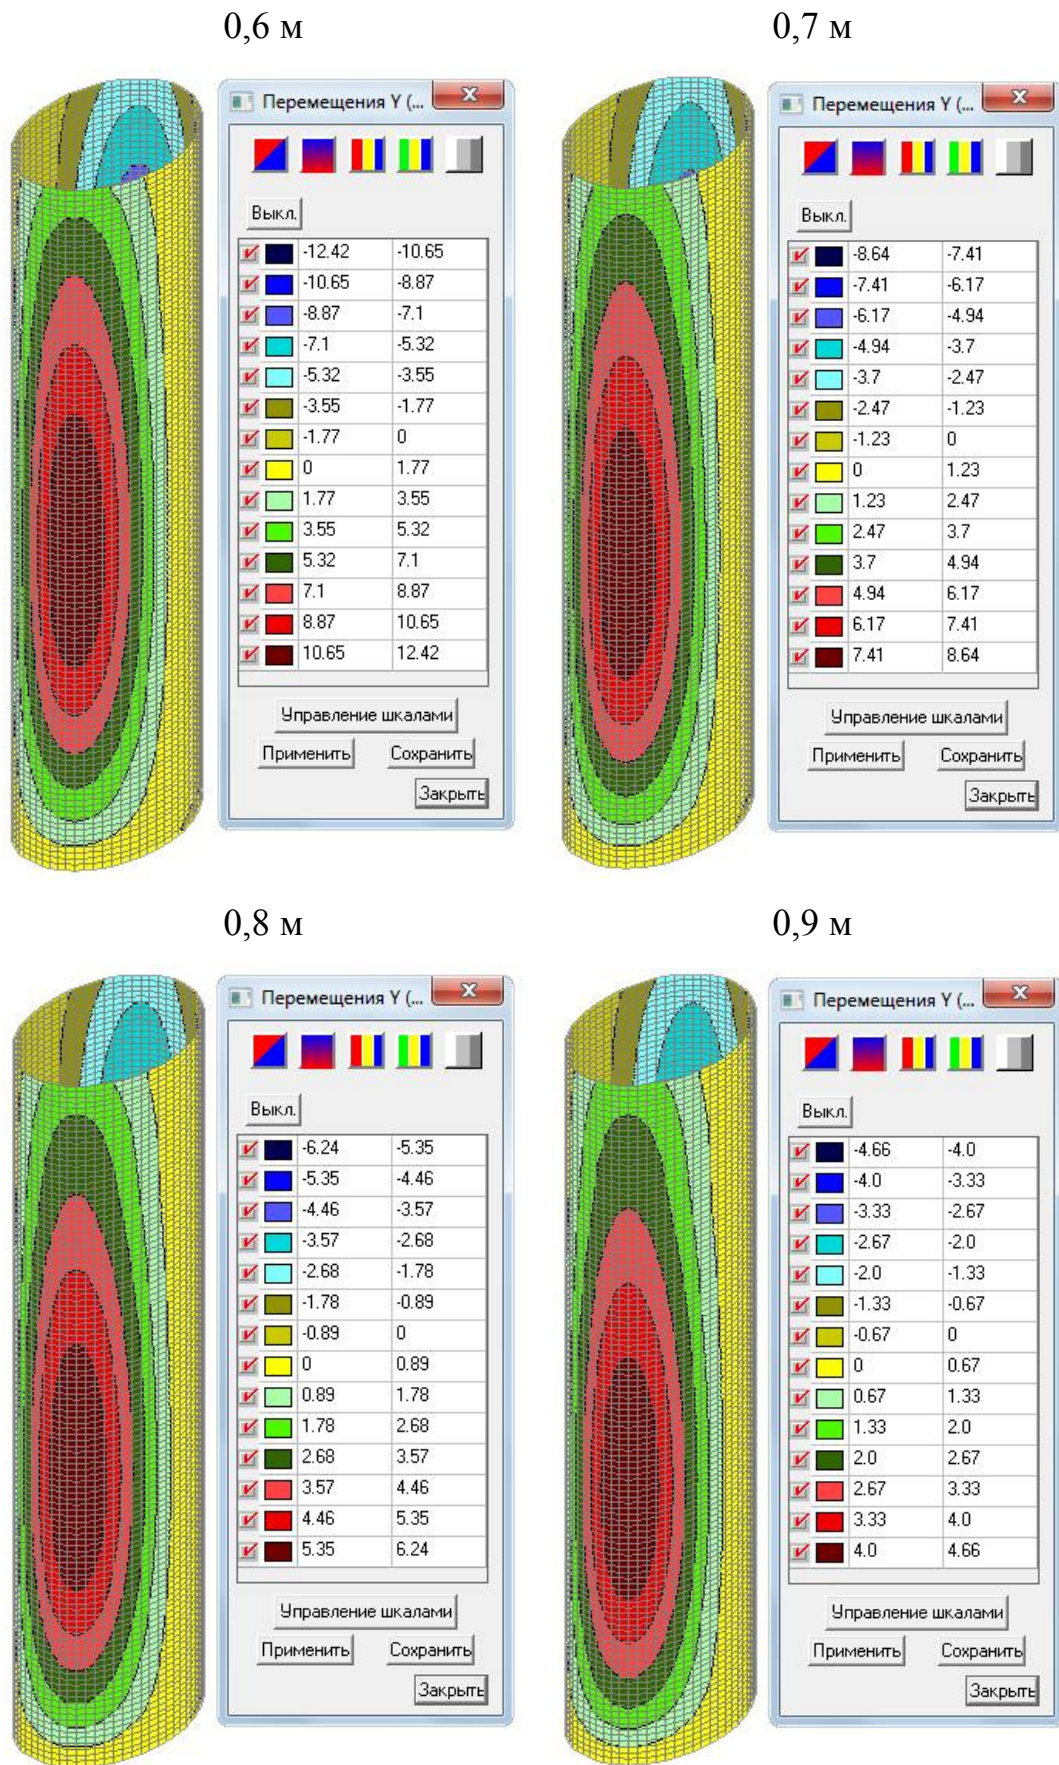 0,6 м
Перемещения Y (...
Выкл.
-12.42 -10.65
-10.65 -8.87
-8.87 -7.1
-7.1 -5.32
-5.32 -3.55
-3.55 -1.77
-1.77 0
0 1.77
1.77 3.55
3.55 5.32
5.32 7.1
7.1 8.87
8.87 10.65
10.65 12.42
Управление шкалами
Применить Сохранить
Закрыть
0,7 м
Перемещения Y (...
Выкл.
-8.64 -7.41
-7.41 -6.17
-6.17 -4.94
-4.94 -3.7
-3.7 -2.47
-2.47 -1.23
-1.23 0
0 1.23
1.23 2.47
2.47 3.7
3.7 4.94
4.94 6.17
6.17 7.41
7.41 8.64
Управление шкалами
Применить Сохранить
Закрыть
0,8 м
Перемещения Y (...
Выкл.
-6.24 -5.35
-5.35 -4.46
-4.46 -3.57
-3.57 -2.68
-2.68 -1.78
-1.78 -0.89
-0.89 0
0 0.89
0.89 1.78
1.78 2.68
2.68 3.57
3.57 4.46
4.46 5.35
5.35 6.24
Управление шкалами
Применить Сохранить
Закрыть
0,9 м
Перемещения Y (...
Выкл.
-4.66 -4.0
-4.0 -3.33
-3.33 -2.67
-2.67 -2.0
-2.0 -1.33
-1.33 -0.67
-0.67 0
0 0.67
0.67 1.33
1.33 2.0
2.0 2.67
2.67 3.33
3.33 4.0
4.0 4.66
Управление шкалами
Применить Сохранить
Закрыть